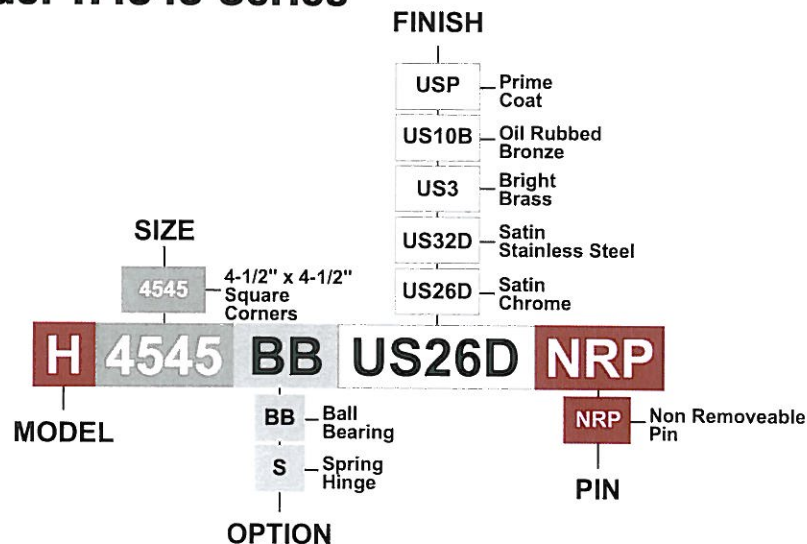 FINISH
USP
Prime
Coat
US10B
Oil Rubbed
Bronze
US3
Bright
Brass
US32D
Satin
Stainless Steel
US26D
Satin
Chrome
SIZE
4545
4-1/2" x 4-1/2"
Square
Corners
H 4545 BB US26D NRP
MODEL
BB
Ball
Bearing
S
Spring
Hinge
OPTION
NRP
Non Removeable
Pin
PIN